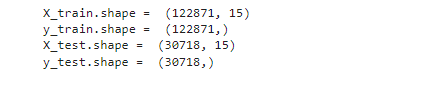 X_train.shape =  (122871, 15)
y_train.shape =  (122871,)
X_test.shape =  (30718, 15)
y_test.shape =  (30718,)